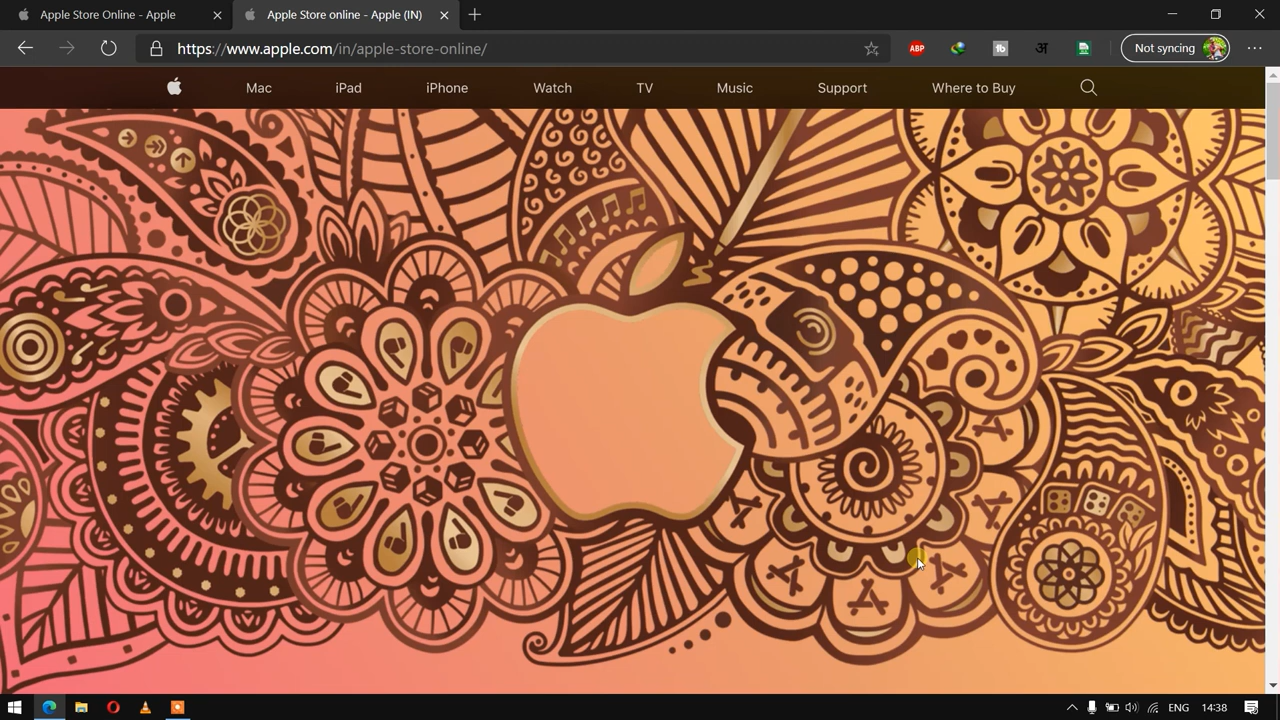 Apple Store Online - Apple
Apple Store online - Apple (IN)
https://www.apple.com/in/apple-store-online/
ABP
अ
Not syncing
Mac
iPad
iPhone
Watch
TV
Music
Support
Where to Buy
ENG
14:38